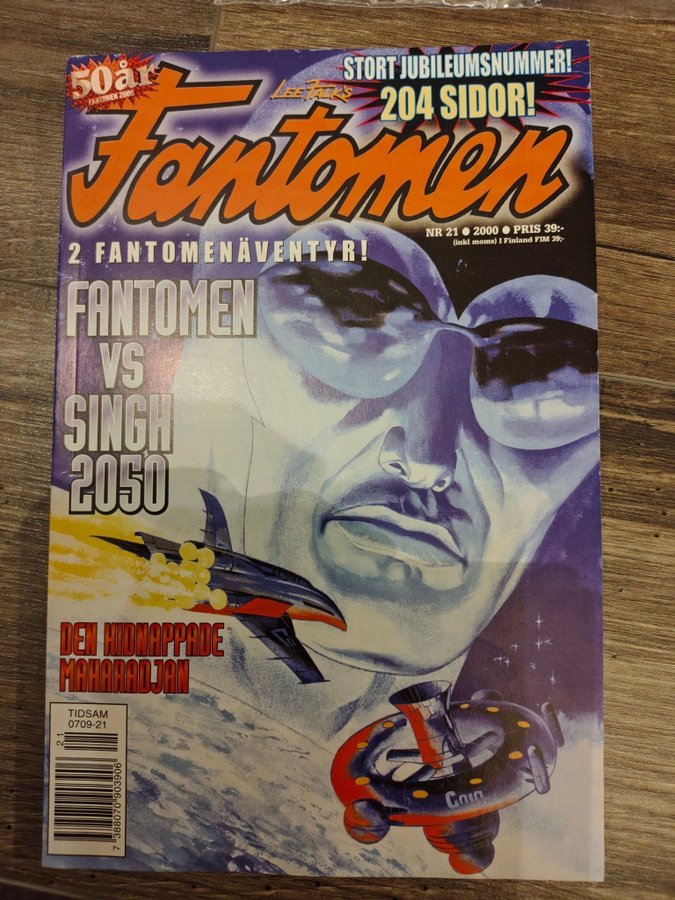 50 år
FANTOMEN 2000
LEE FALKS
STORT JUBILEUMSNUMMER!
204 SIDOR!
Fantomen
NR 21 ● 2000 ● PRIS 39:-
(inkl moms) I Finland FIM 39;-
2 FANTOMENÄVENTYR!
FANTOMEN
VS
SINGH
2050
DEN KIDNAPPADE
MAHARADJAN
TIDSAM
0709-21
21
7 388070 903906